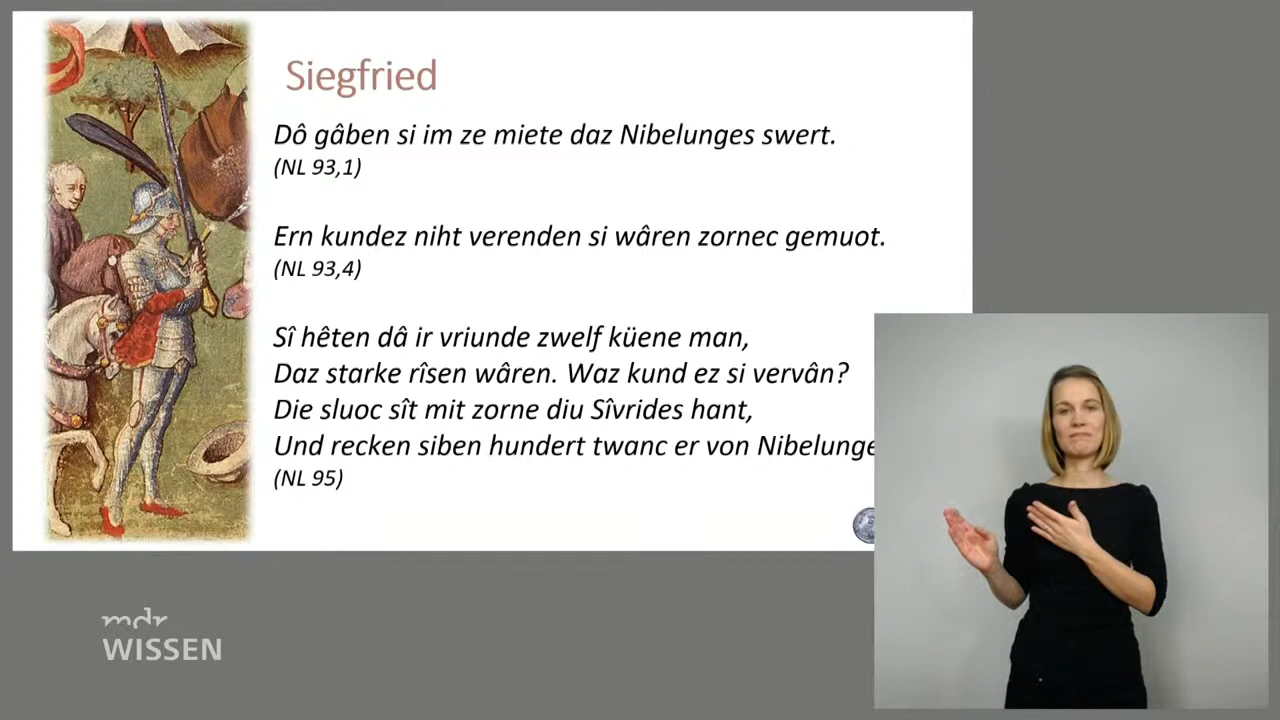 Siegfried
Dô gâben si im ze miete daz Nibelunges swert.
(NL 93,1)
Ern kundez niht verenden si wâren zornec gemuot.
(NL 93,4)
Sî hêten dâ ir vriunde zwelf küene man,
Daz starke rîsen wâren. Waz kund ez si vervân?
Die sluoc sît mit zorne diu Sîvrides hant,
Und recken siben hundert twanc er von Nibelunge
(NL 95)
mdr
WISSEN